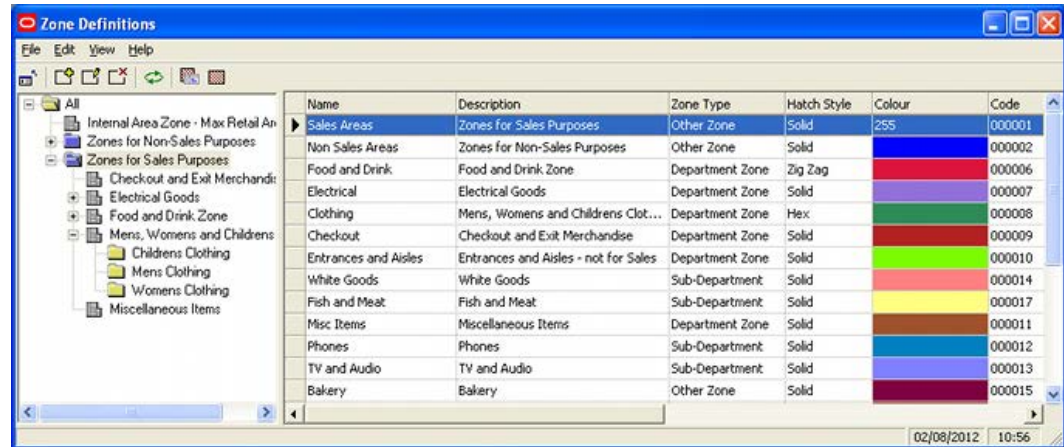 Zone Definitions
File Edit View Help
All
Internal Area Zone - Max Retail Ar
Zones for Non-Sales Purposes
Zones for Sales Purposes
Checkout and Exit Merchandis
Electrical Goods
Food and Drink Zone
Mens, Womens and Childrens
Childrens Clothing
Mens Clothing
Womens Clothing
Miscellaneous Items
Name Description Zone Type Hatch Style Colour Code
Sales Areas Zones for Sales Purposes Other Zone Solid 255 000001
Non Sales Areas Zones for Non-Sales Purposes Other Zone Solid 000002
Food and Drink Food and Drink Zone Department Zone Zig Zag 000006
Electrical Electrical Goods Department Zone Solid 000007
Clothing Mens, Womens and Childrens Clot... Department Zone Hex 000008
Checkout Checkout and Exit Merchandise Department Zone Solid 000009
Entrances and Aisles Entrances and Aisles - not for Sales Department Zone Solid 000010
White Goods White Goods Sub-Department Solid 000014
Fish and Meat Fish and Meat Sub-Department Solid 000017
Misc Items Miscellaneous Items Department Zone Solid 000011
Phones Phones Sub-Department Solid 000012
TV and Audio TV and Audio Sub-Department Solid 000013
Bakery Bakery Other Zone Solid 000015
02/08/2012 10:56